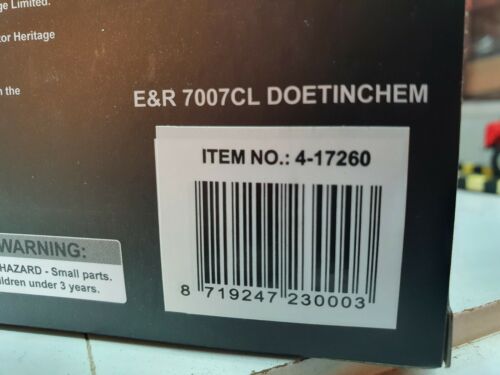 ge Limited.
tor Heritage
n the
E&R 7007CL DOETINCHEM
ITEM NO.: 4-17260
8 719247 230003
WARNING:
HAZARD - Small parts.
ildren under 3 years.